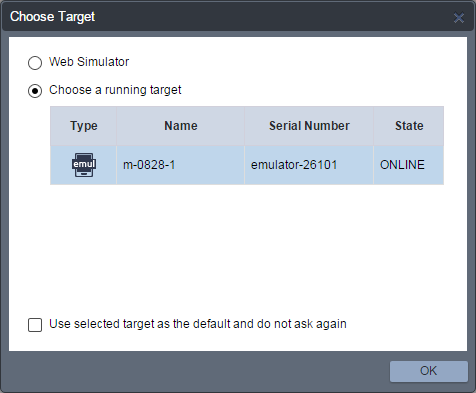 Choose Target
Web Simulator
Choose a running target
Type Name Serial Number State
emul m-0828-1 emulator-26101 ONLINE
Use selected target as the default and do not ask again
OK